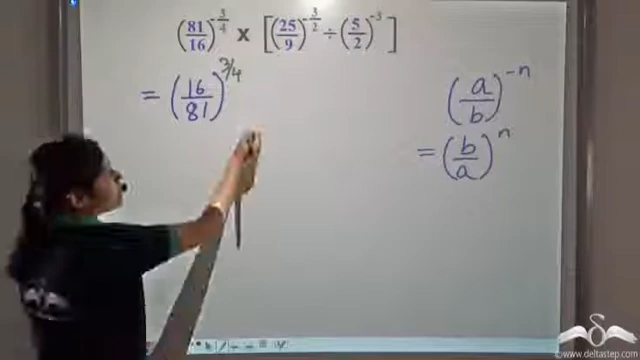 (81/16)^(-3/4) x [(25/9)^(-3/2) ÷ (5/2)^(-3)]
= (16/81)^(3/4)
(a/b)^(-n)
= (b/a)^n
www.deltastep.com